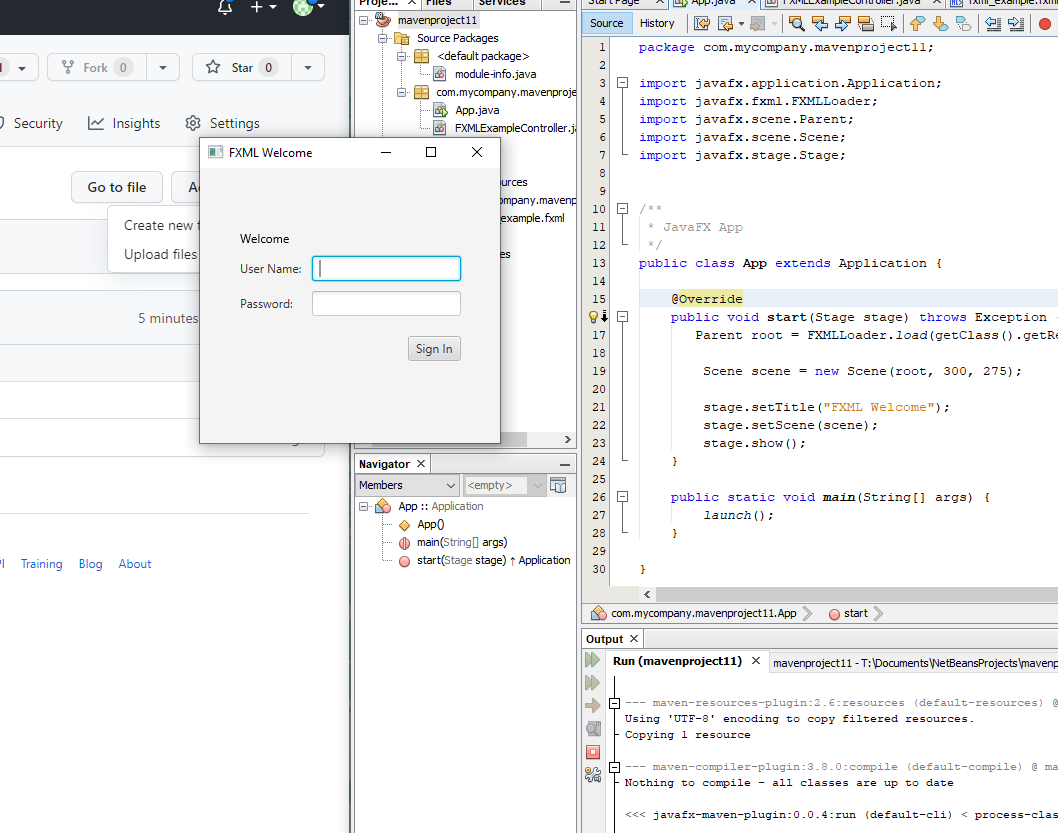 Fork 0
Star 0
Security
Insights
Settings
Go to file
Create new
Upload files
5 minutes
Training
Blog
About
FXML Welcome
Welcome
User Name:
Password:
Sign In
Files
Services
mavenproject11
Source Packages
<default package>
module-info.java
com.mycompany.mavenproje
App.java
FXMLExampleController.ja
ources
ompany.mavenp
example.fxml
es
Navigator
Members
<empty>
App :: Application
App()
main(String[] args)
start(Stage stage) ↑ Application
Start Page
App.java
FXMLExampleController.java
fxml_example.fxm
Source
History
1 package com.mycompany.mavenproject11;
2
3 import javafx.application.Application;
4 import javafx.fxml.FXMLLoader;
5 import javafx.scene.Parent;
6 import javafx.scene.Scene;
7 import javafx.stage.Stage;
8
9
10 /**
11 * JavaFX App
12 */
13 public class App extends Application {
14
15 @Override
public void start(Stage stage) throws Exception {
17 Parent root = FXMLLoader.load(getClass().getRe
18
19 Scene scene = new Scene(root, 300, 275);
20
21 stage.setTitle("FXML Welcome");
22 stage.setScene(scene);
23 stage.show();
24 }
25
26 public static void main(String[] args) {
27 launch();
28 }
29
30 }
com.mycompany.mavenproject11.App
start
Output
Run (mavenproject11)
mavenproject11 - T:\Documents\NetBeansProjects\mavenp
--- maven-resources-plugin:2.6:resources (default-resources) @
Using 'UTF-8' encoding to copy filtered resources.
Copying 1 resource
--- maven-compiler-plugin:3.8.0:compile (default-compile) @ ma
Nothing to compile - all classes are up to date
<<< javafx-maven-plugin:0.0.4:run (default-cli) < process-clas